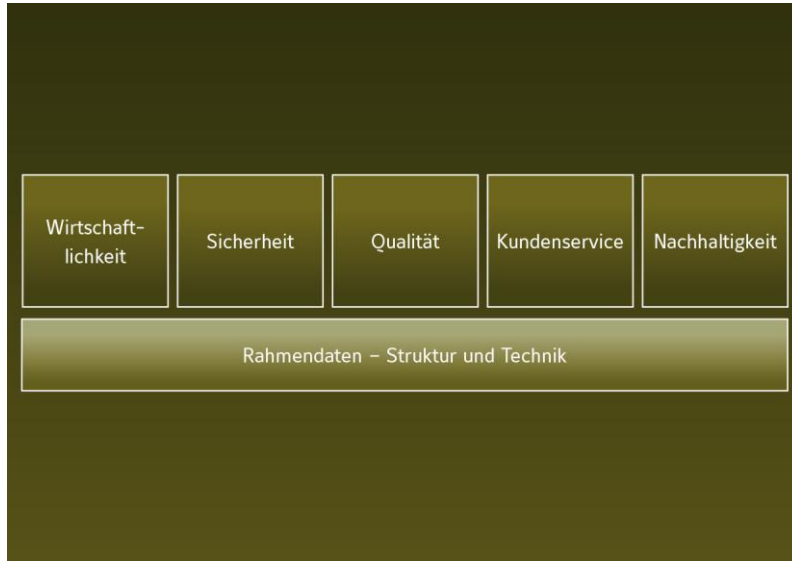 Wirtschaft-
lichkeit
Sicherheit
Qualität
Kundenservice
Nachhaltigkeit
Rahmendaten – Struktur und Technik